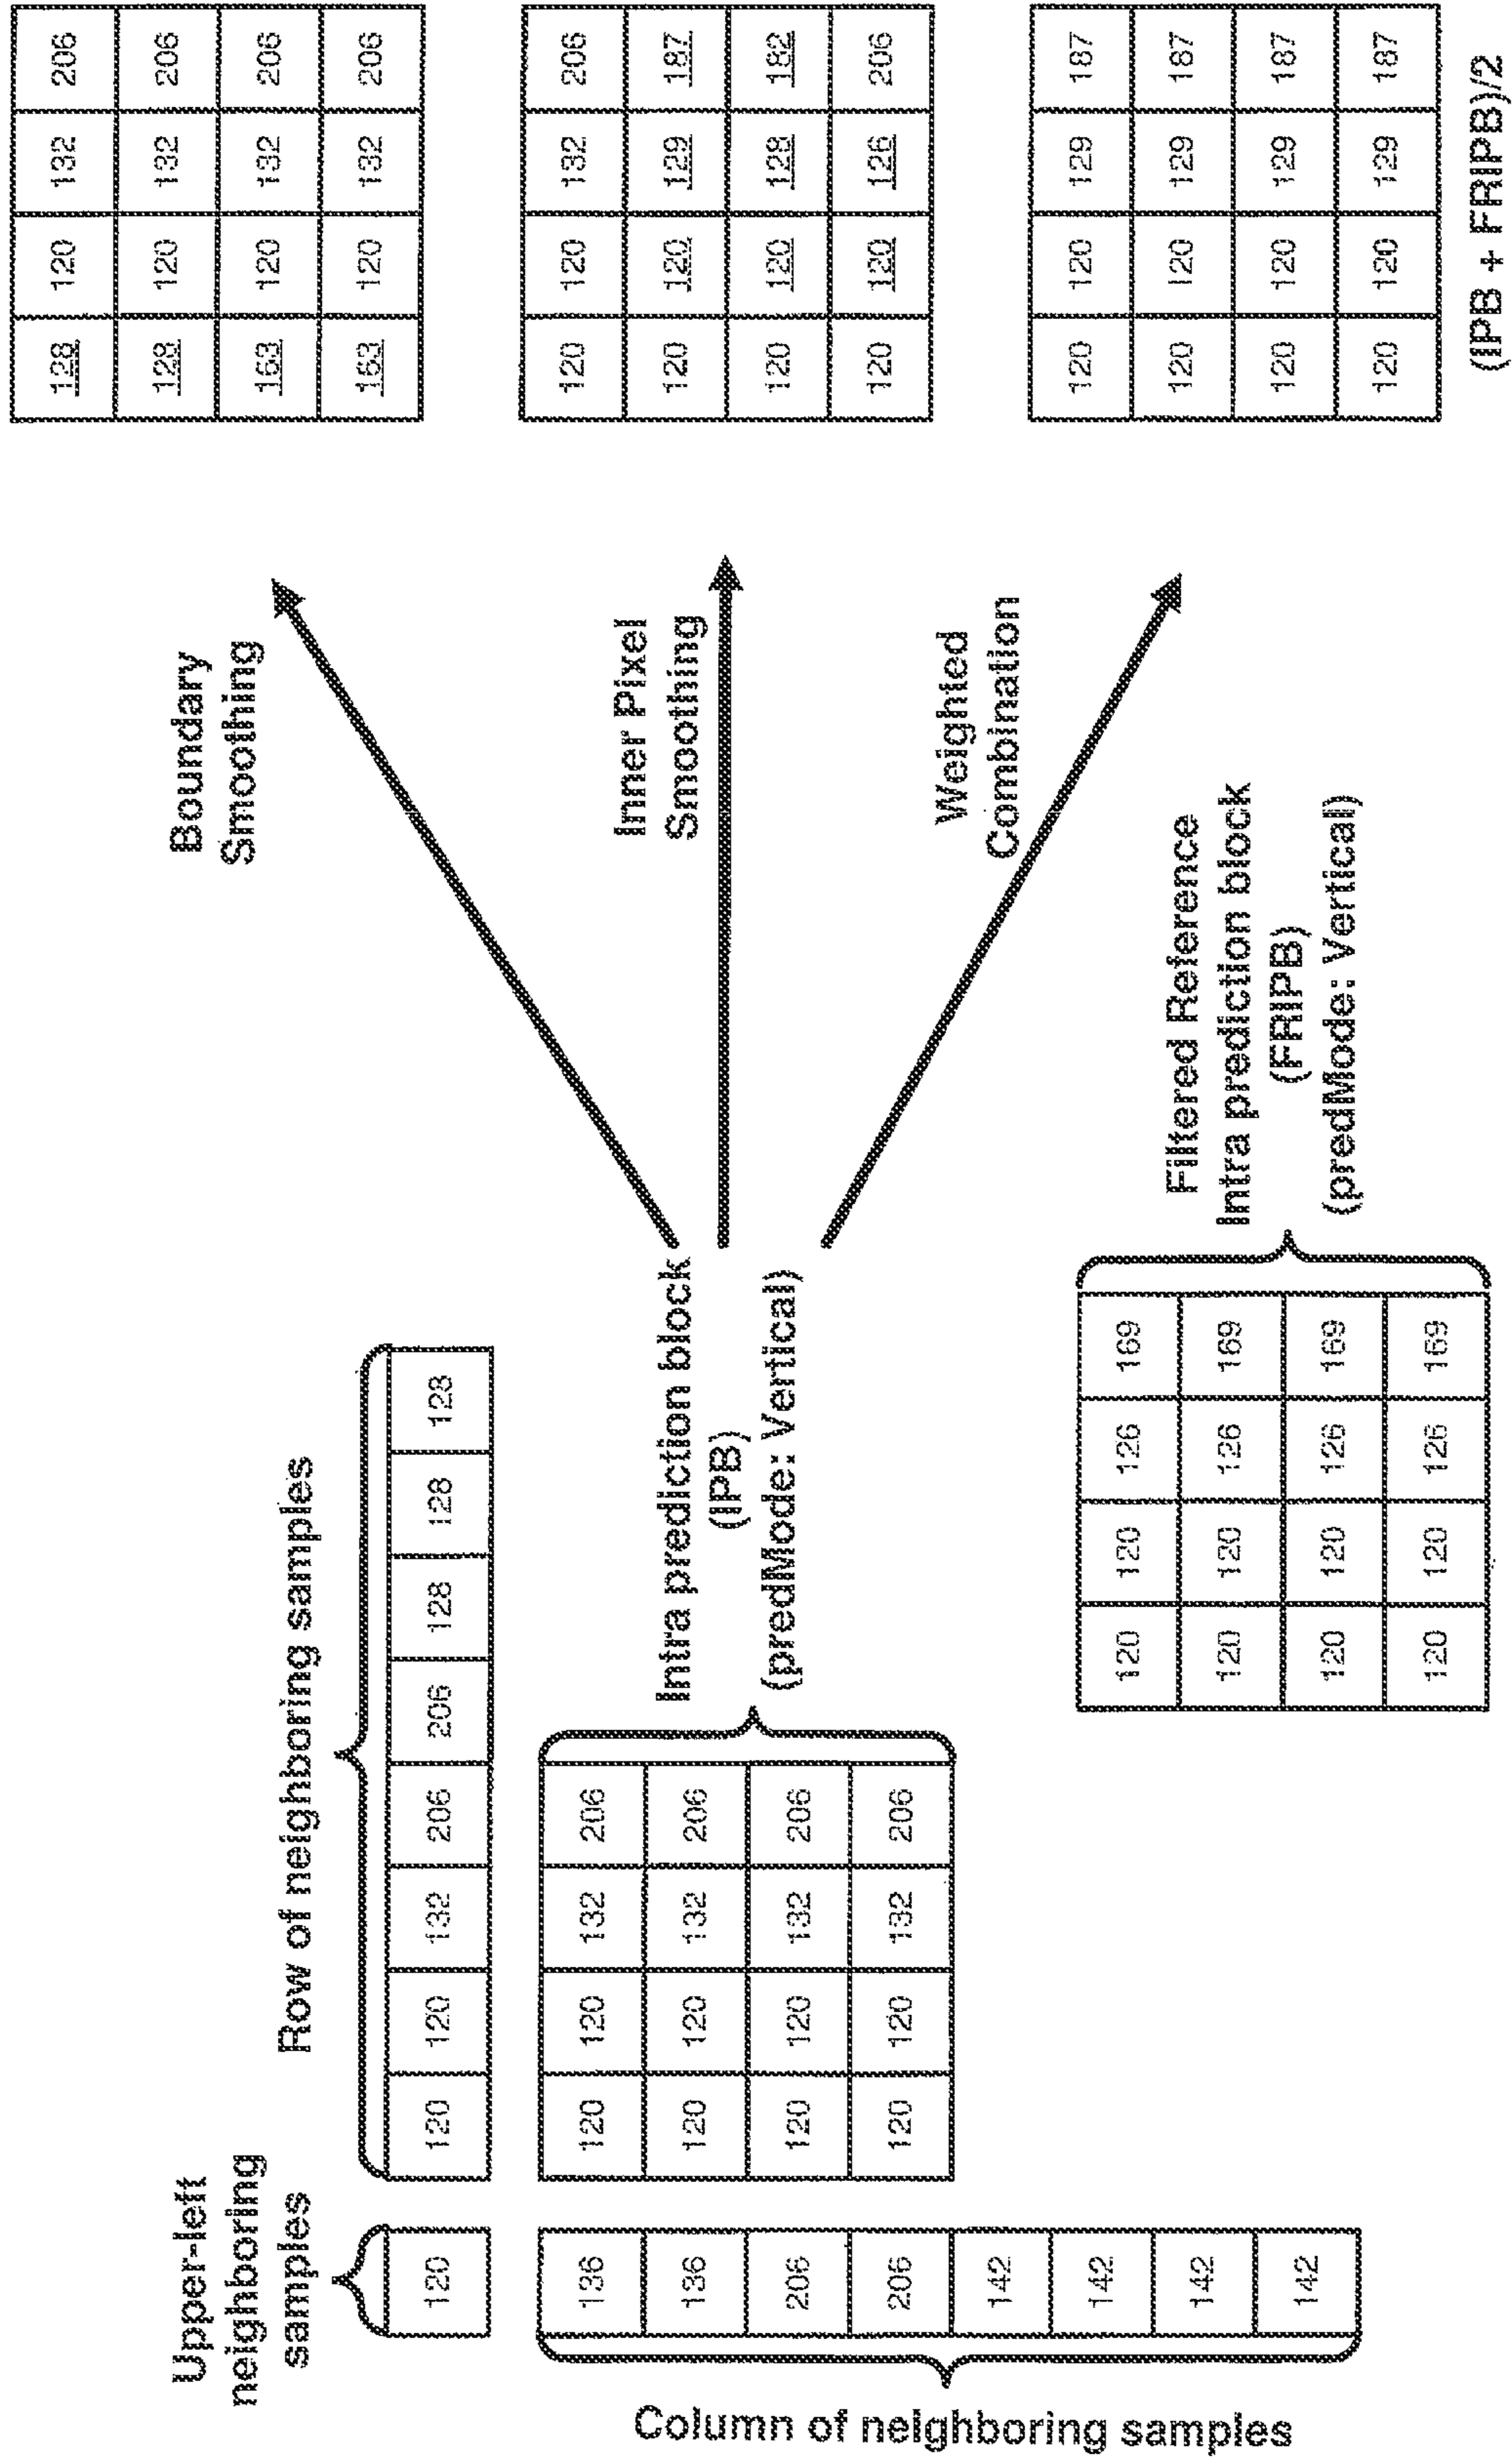 Upper-left
neighboring
samples
120
Row of neighboring samples
120 120 132 206 206 128 128 128
Column of neighboring samples
136
136
206
206
142
142
142
142
120 120 132 206
120 120 132 206
120 120 132 206
120 120 132 206
Intra prediction block
(IPB)
(predMode: Vertical)
120 120 126 169
120 120 126 169
120 120 126 169
120 120 126 169
Filtered Reference
Intra prediction block
(FRIPB)
(predMode: Vertical)
Boundary
Smoothing
128 120 132 206
128 120 132 206
163 120 132 206
163 120 132 206
Inner Pixel
Smoothing
120 120 132 206
120 120 129 187
120 120 128 182
120 120 126 206
Weighted
Combination
120 120 129 187
120 120 129 187
120 120 129 187
120 120 129 187
(IPB + FRIPB)/2